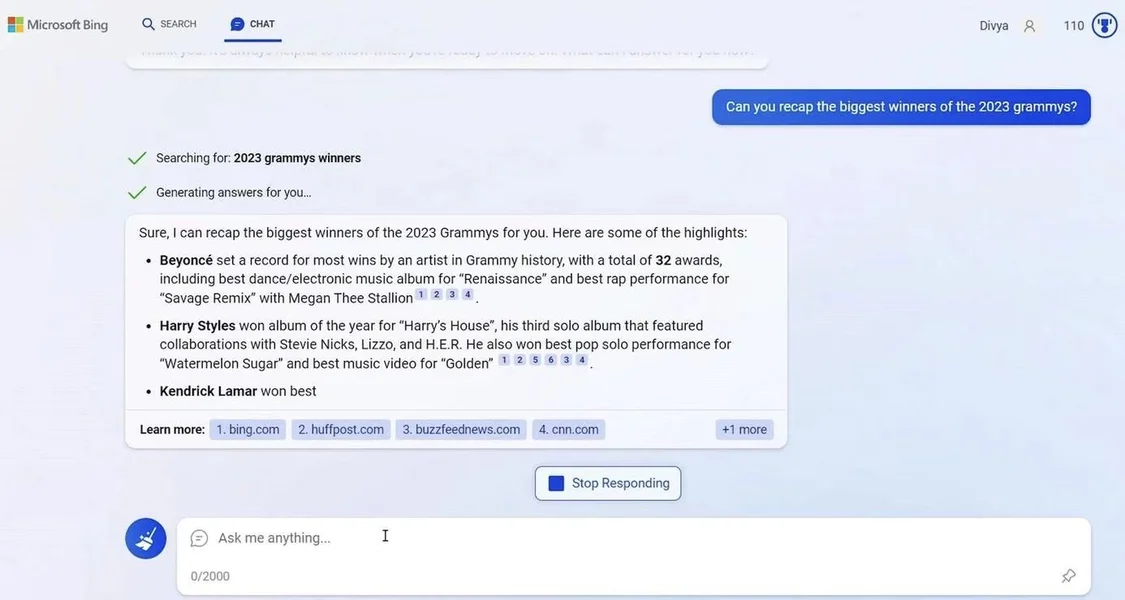 Microsoft Bing
SEARCH
CHAT
Divya
110
Can you recap the biggest winners of the 2023 grammys?
Searching for: 2023 grammys winners
Generating answers for you...
Sure, I can recap the biggest winners of the 2023 Grammys for you. Here are some of the highlights:
• Beyoncé set a record for most wins by an artist in Grammy history, with a total of 32 awards,
including best dance/electronic music album for “Renaissance” and best rap performance for
“Savage Remix” with Megan Thee Stallion 1 2 3 4 .
• Harry Styles won album of the year for “Harry’s House”, his third solo album that featured
collaborations with Stevie Nicks, Lizzo, and H.E.R. He also won best pop solo performance for
“Watermelon Sugar” and best music video for “Golden” 1 2 5 6 3 4 .
• Kendrick Lamar won best
Learn more: 1. bing.com 2. huffpost.com 3. buzzfeednews.com 4. cnn.com +1 more
Stop Responding
Ask me anything...
0/2000